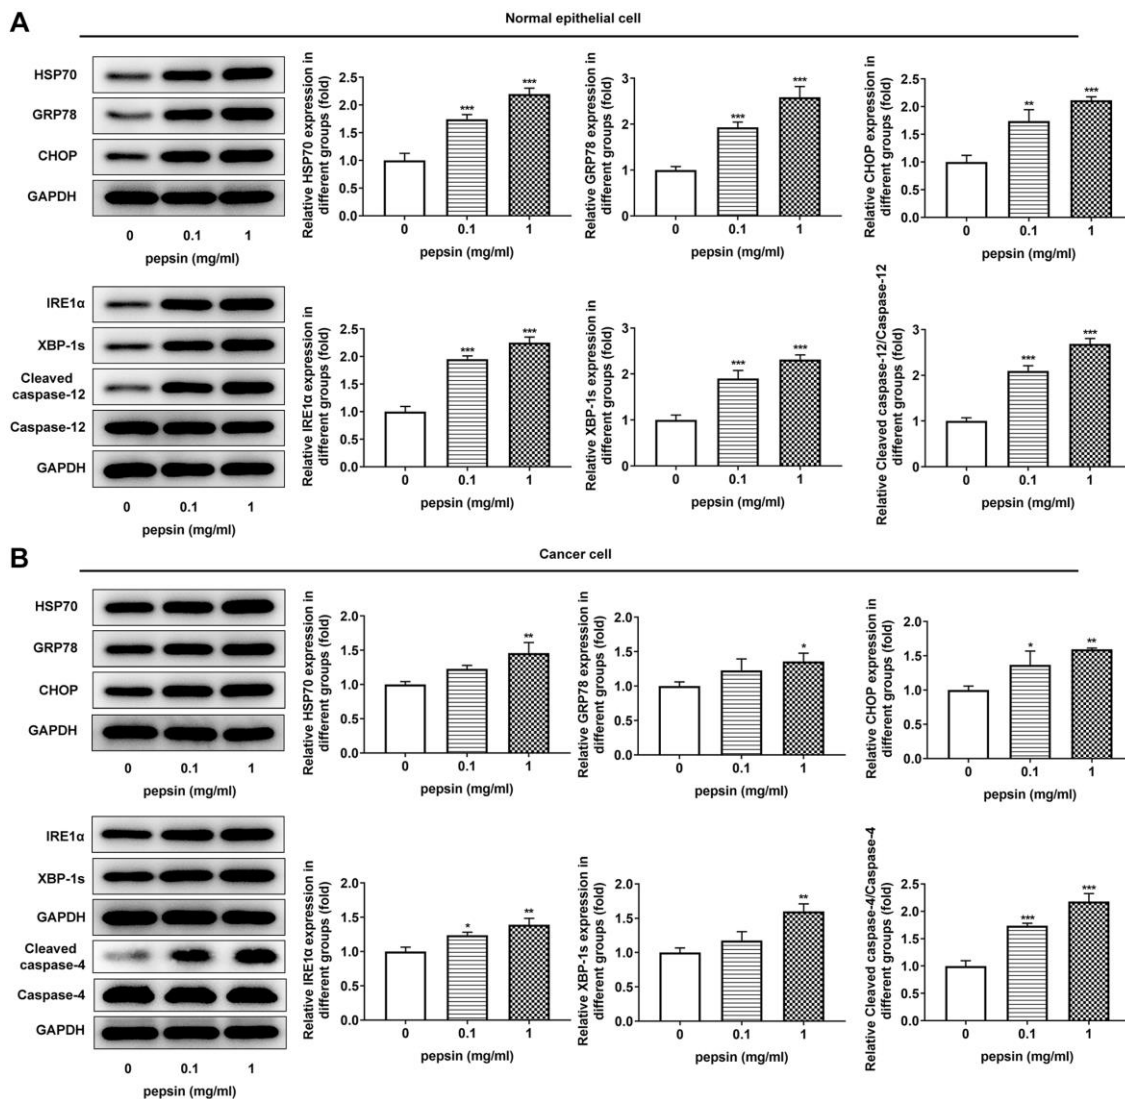 A
Normal epithelial cell
HSP70
GRP78
CHOP
GAPDH
0 0.1 1
pepsin (mg/ml)
Relative HSP70 expression in
different groups (fold)
2.5
2.0
1.5
1.0
0.5
0.0
*** ***
0 0.1 1
pepsin (mg/ml)
Relative GRP78 expression in
different groups (fold)
3
2
1
0
*** ***
0 0.1 1
pepsin (mg/ml)
Relative CHOP expression in
different groups (fold)
2.5
2.0
1.5
1.0
0.5
0.0
** ***
0 0.1 1
pepsin (mg/ml)
IRE1α
XBP-1s
Cleaved
caspase-12
Caspase-12
GAPDH
0 0.1 1
pepsin (mg/ml)
Relative IRE1α expression in
different groups (fold)
2.5
2.0
1.5
1.0
0.5
0.0
*** ***
0 0.1 1
pepsin (mg/ml)
Relative XBP-1s expression in
different groups (fold)
3
2
1
0
*** ***
0 0.1 1
pepsin (mg/ml)
Relative Cleaved caspase-12/Caspase-12
different groups (fold)
3
2
1
0
*** ***
0 0.1 1
pepsin (mg/ml)
B
Cancer cell
HSP70
GRP78
CHOP
GAPDH
0 0.1 1
pepsin (mg/ml)
Relative HSP70 expression in
different groups (fold)
2.0
1.5
1.0
0.5
0.0
**
0 0.1 1
pepsin (mg/ml)
Relative GRP78 expression in
different groups (fold)
2.0
1.5
1.0
0.5
0.0
*
0 0.1 1
pepsin (mg/ml)
Relative CHOP expression in
different groups (fold)
2.0
1.5
1.0
0.5
0.0
* **
0 0.1 1
pepsin (mg/ml)
IRE1α
XBP-1s
GAPDH
Cleaved
caspase-4
Caspase-4
GAPDH
0 0.1 1
pepsin (mg/ml)
Relative IRE1α expression in
different groups (fold)
2.0
1.5
1.0
0.5
0.0
* **
0 0.1 1
pepsin (mg/ml)
Relative XBP-1s expression in
different groups (fold)
2.0
1.5
1.0
0.5
0.0
**
0 0.1 1
pepsin (mg/ml)
Relative Cleaved caspase-4/Caspase-4
different groups (fold)
2.5
2.0
1.5
1.0
0.5
0.0
*** ***
0 0.1 1
pepsin (mg/ml)